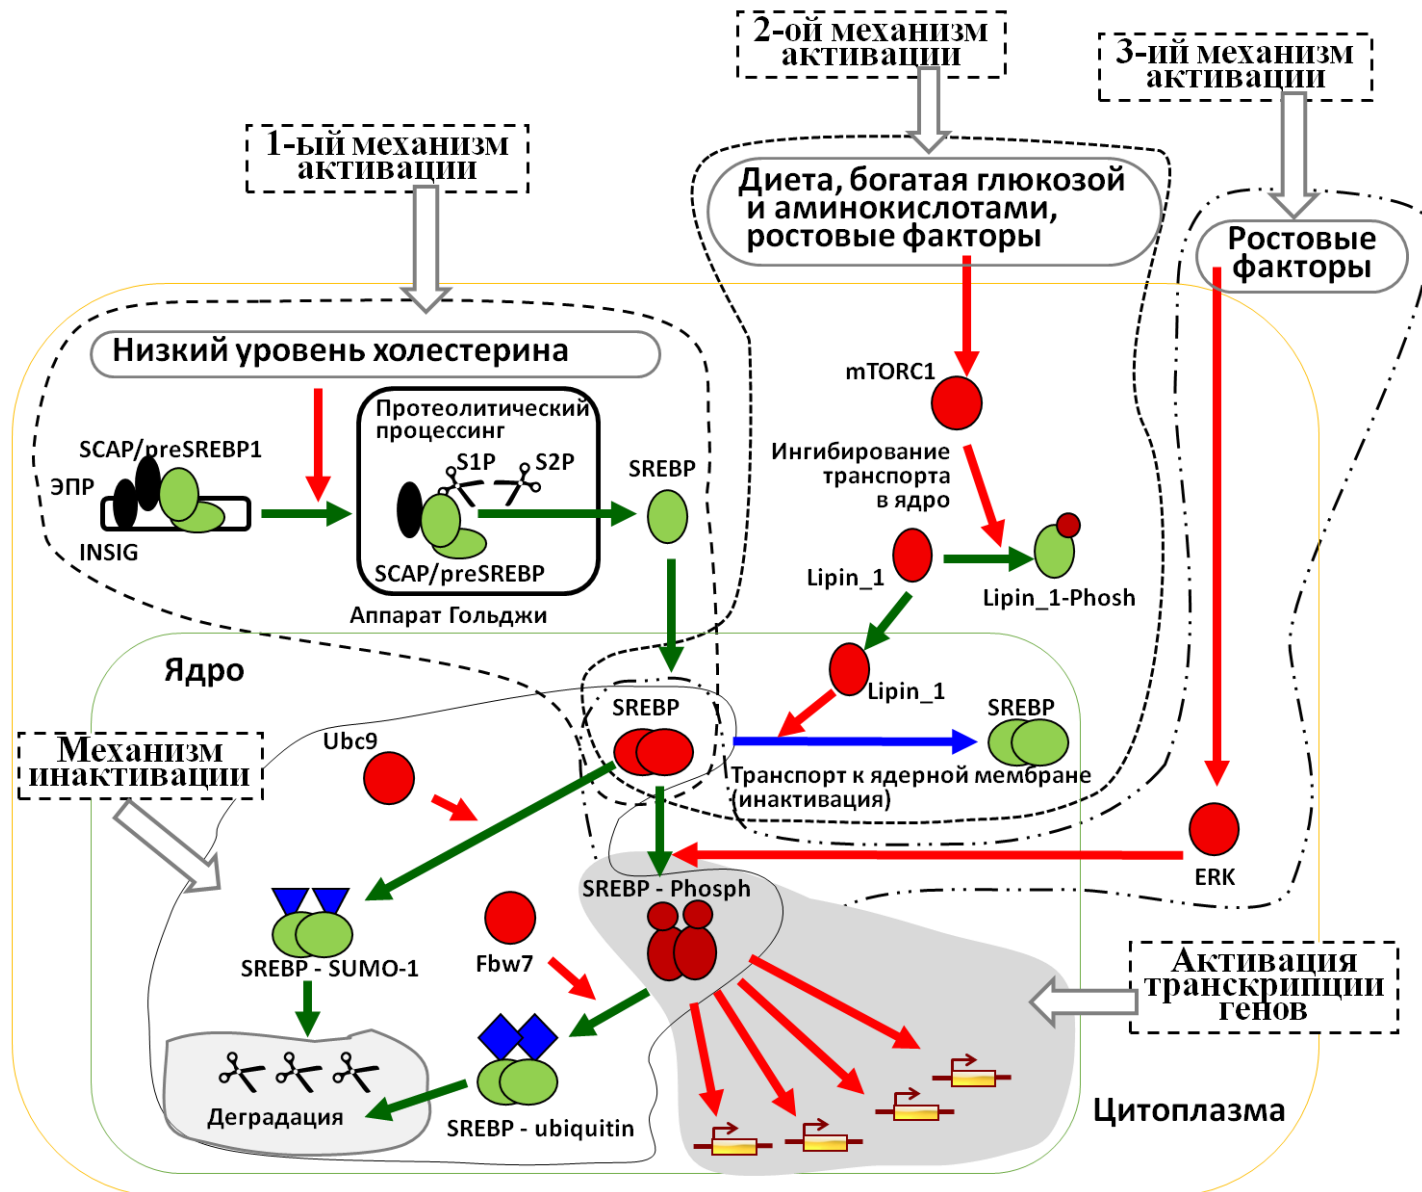 2-ой механизм
активации
3-ий механизм
активации
1-ый механизм
активации
Диета, богатая глюкозой
и аминокислотами,
ростовые факторы
Ростовые
факторы
Низкий уровень холестерина
mTORC1
Протеолитический
процессинг
SCAP/preSREBP1
S1P
S2P
SREBP
ЭПР
INSIG
SCAP/preSREBP
Аппарат Гольджи
Ингибирование
транспорта
в ядро
Lipin_1
Lipin_1-Phosh
Ядро
Lipin_1
SREBP
SREBP
Ubc9
Механизм
инактивации
Транспорт к ядерной мембране
(инактивация)
ERK
SREBP - Phosph
SREBP - SUMO-1
Fbw7
Активация
транскрипции
генов
Деградация
SREBP - ubiquitin
Цитоплазма